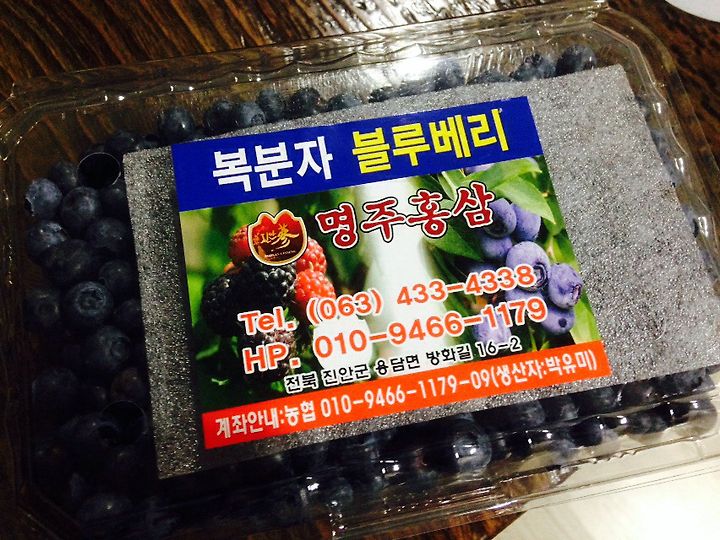 복분자 블루베리
명주홍삼
Tel. (063) 433-4338
HP. 010-9466-1179
전북 진안군 용담면 방화길 16-2
계좌안내:농협 010-9466-1179-09(생산자:박유미)